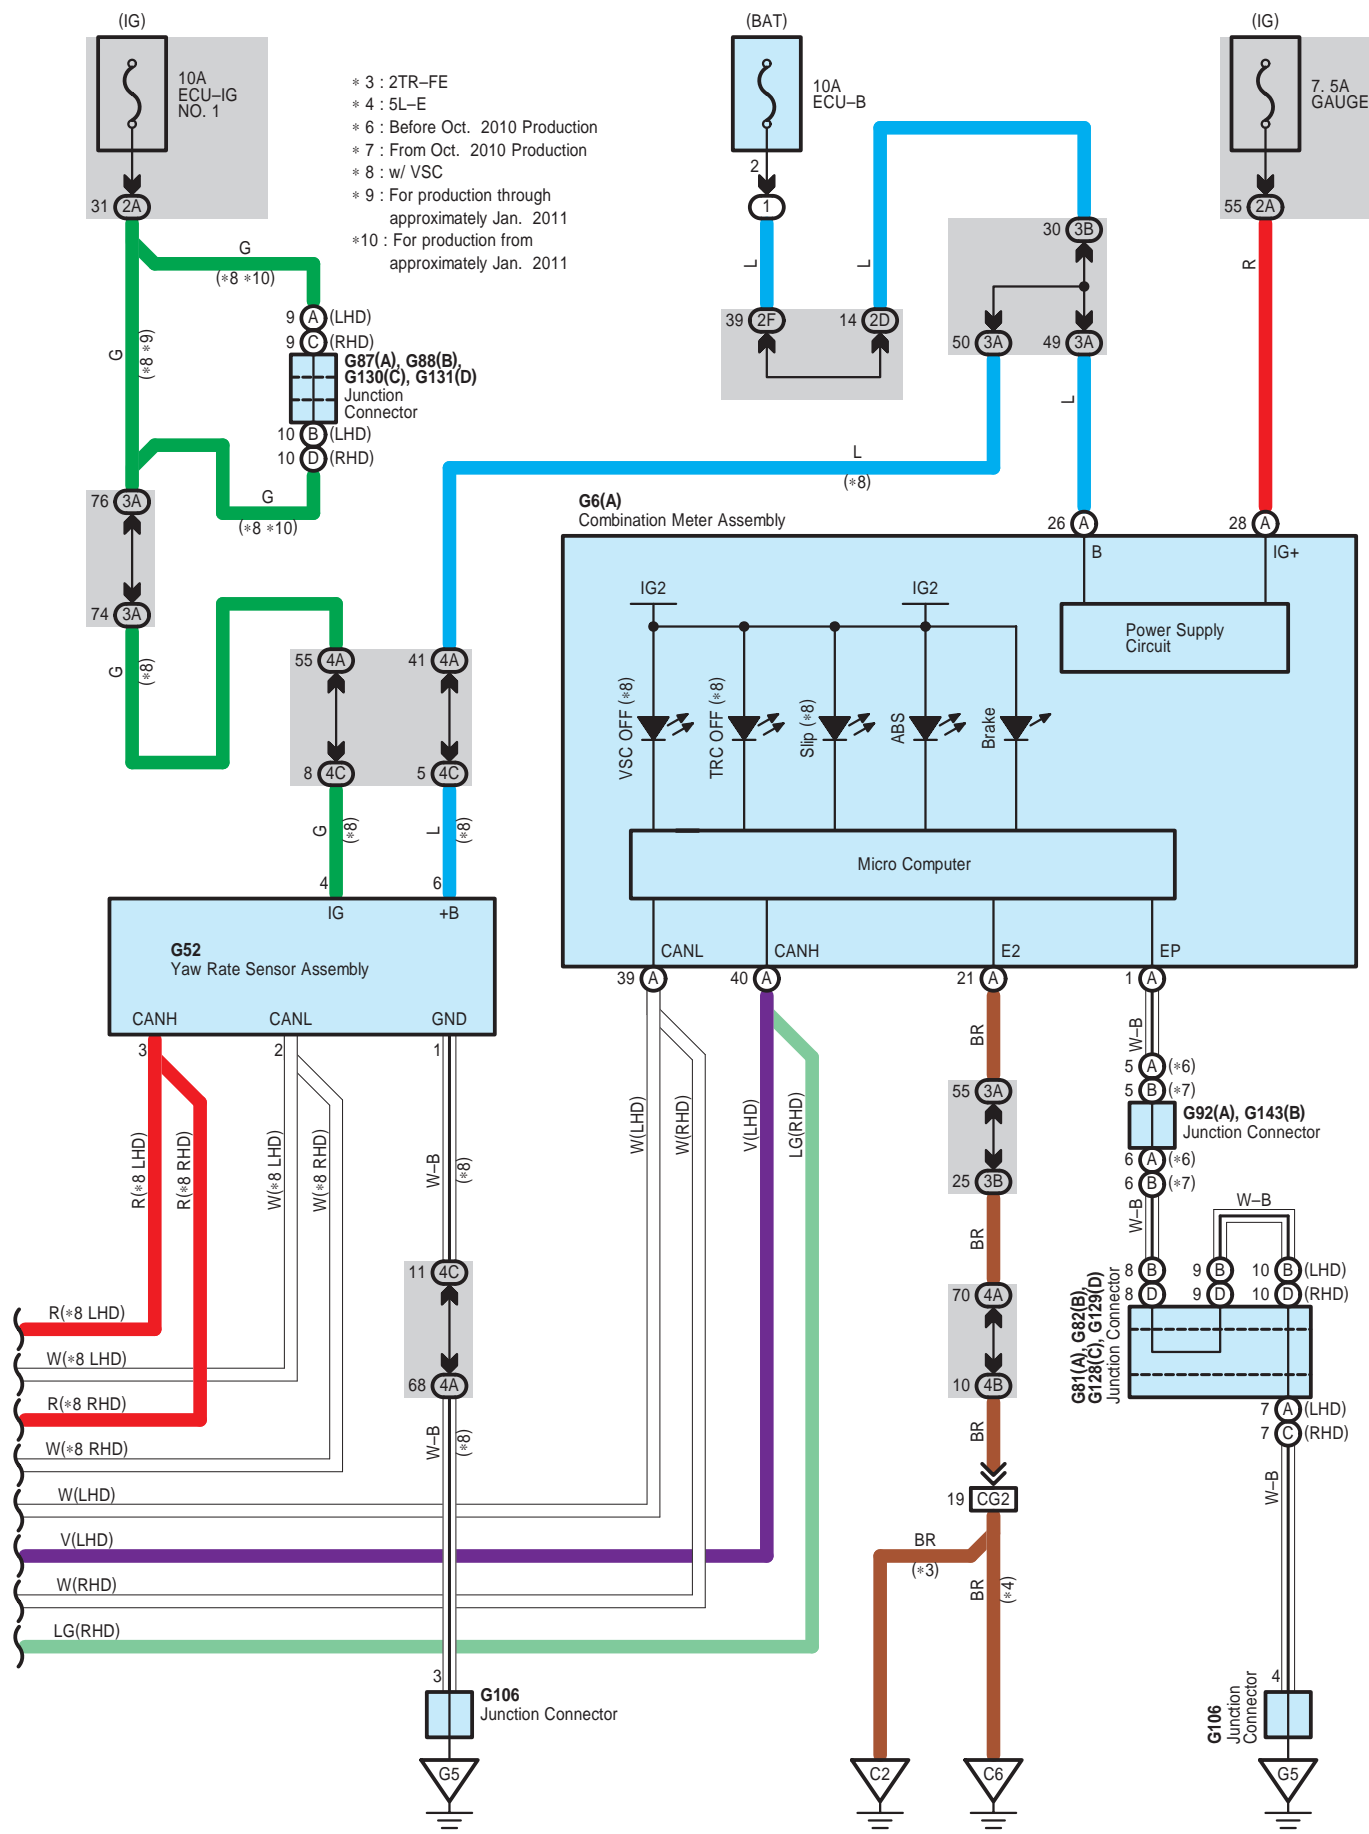 (IG)
(BAT)
(IG)
10A
ECU–IG
NO. 1
∗ 3 : 2TR–FE
∗ 4 : 5L–E
∗ 6 : Before Oct. 2010 Production
∗ 7 : From Oct. 2010 Production
∗ 8 : w/ VSC
∗ 9 : For production through
approximately Jan. 2011
∗10 : For production from
approximately Jan. 2011
10A
ECU–B
7. 5A
GAUGE
2
1
31 2A
55 2A
G
(∗8 ∗10)
G
(∗8 ∗9)
L
L
R
30 3B
9 A (LHD)
9 C (RHD)
39 2F
14 2D
50 3A
49 3A
G87(A), G88(B),
G130(C), G131(D)
Junction
Connector
10 B (LHD)
10 D (RHD)
L
L
(∗8)
76 3A
G
(∗8 ∗10)
G6(A)
Combination Meter Assembly
26 A
28 A
B
IG+
74 3A
IG2
IG2
Power Supply
Circuit
G
(∗8)
55 4A
41 4A
VSC OFF (∗8)
TRC OFF (∗8)
Slip (∗8)
ABS
Brake
8 4C
5 4C
G
(∗8)
L
(∗8)
Micro Computer
4
6
IG
+B
G52
Yaw Rate Sensor Assembly
CANL
CANH
E2
EP
39 A
40 A
21 A
1 A
CANH
CANL
GND
3
2
1
BR
W–B
5 A (∗6)
5 B (∗7)
55 3A
G92(A), G143(B)
Junction Connector
R(∗8 LHD)
R(∗8 RHD)
W(∗8 LHD)
W(∗8 RHD)
W–B
(∗8)
W(LHD)
W(RHD)
V(LHD)
LG(RHD)
6 A (∗6)
6 B (∗7)
25 3B
W–B
W–B
BR
11 4C
8 B
9 B
10 B (LHD)
8 D
9 D
10 D (RHD)
70 4A
G81(A), G82(B),
G128(C), G129(D)
Junction Connector
R(∗8 LHD)
W(∗8 LHD)
68 4A
10 4B
R(∗8 RHD)
7 A (LHD)
7 C (RHD)
W(∗8 RHD)
W–B
(∗8)
BR
W–B
W(LHD)
19 CG2
V(LHD)
BR
(∗3)
BR
(∗4)
W(RHD)
LG(RHD)
3
G106
Junction Connector
4
G106
Junction
Connector
G5
C2
C6
G5